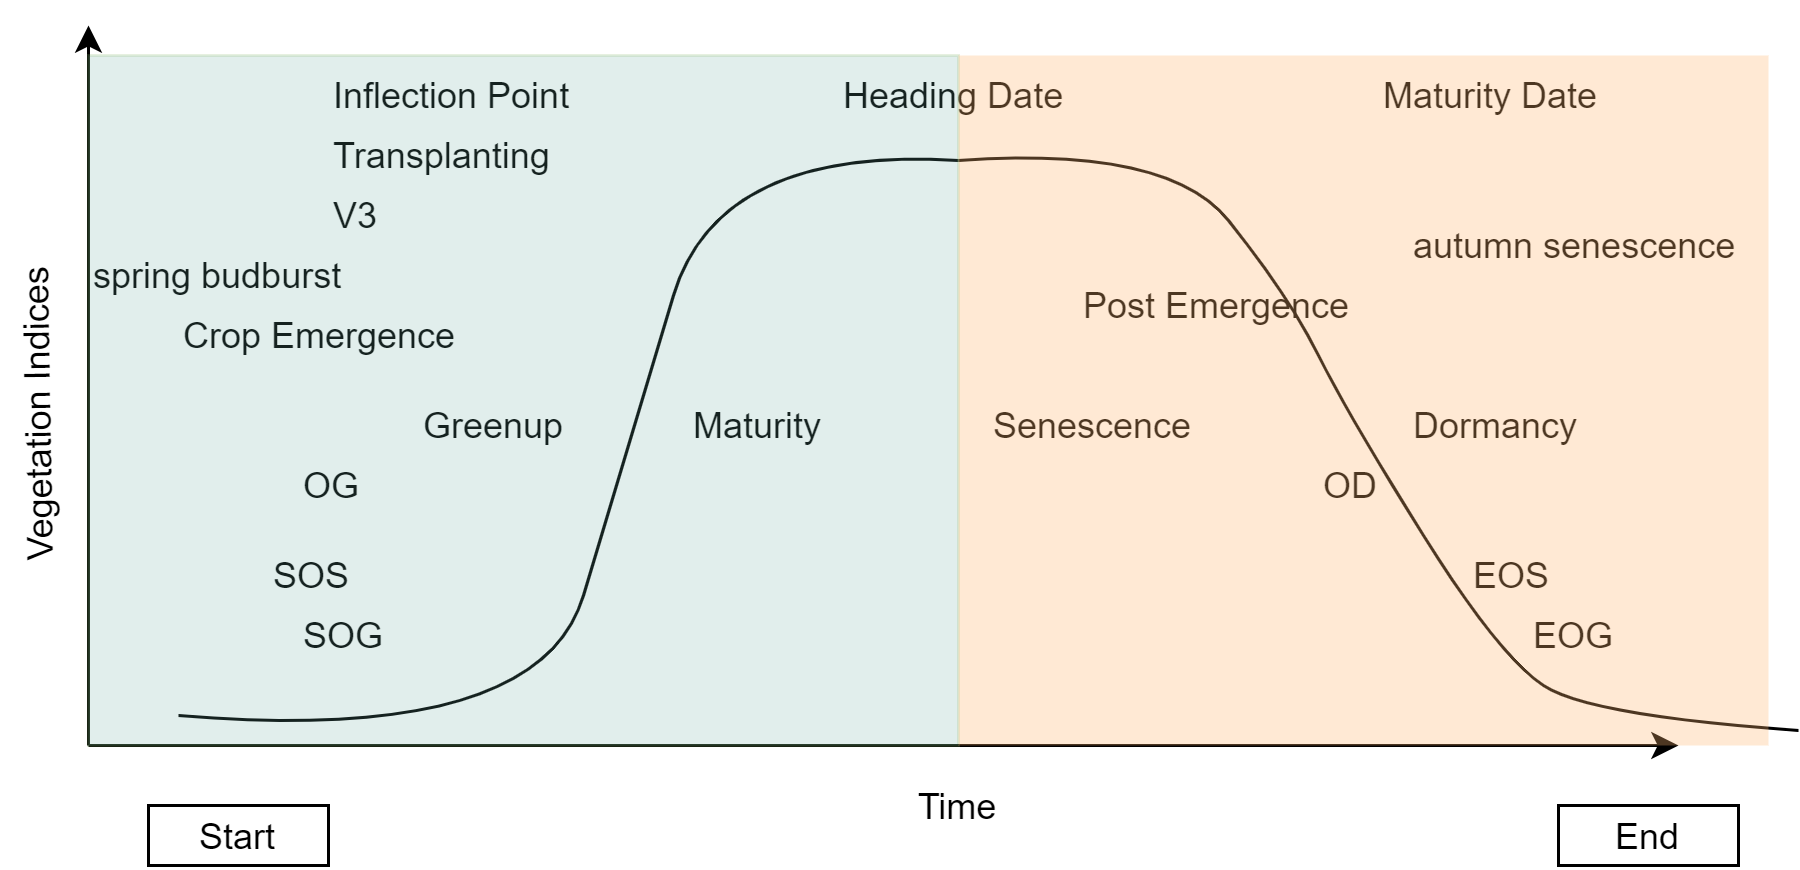 Inflection Point
Heading Date
Maturity Date
Transplanting
V3
autumn senescence
spring budburst
Post Emergence
Crop Emergence
Greenup
Maturity
Senescence
Dormancy
OG
OD
SOS
EOS
SOG
EOG
Vegetation Indices
Time
Start
End